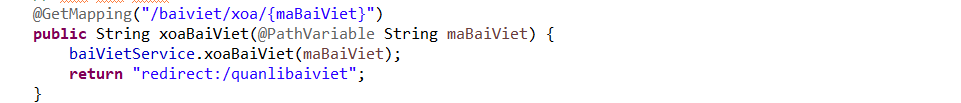 @GetMapping("/baiviet/xoa/{maBaiViet}")
public String xoaBaiViet(@PathVariable String maBaiViet) {
baiVietService.xoaBaiViet(maBaiViet);
return "redirect:/quanlibaiviet";
}